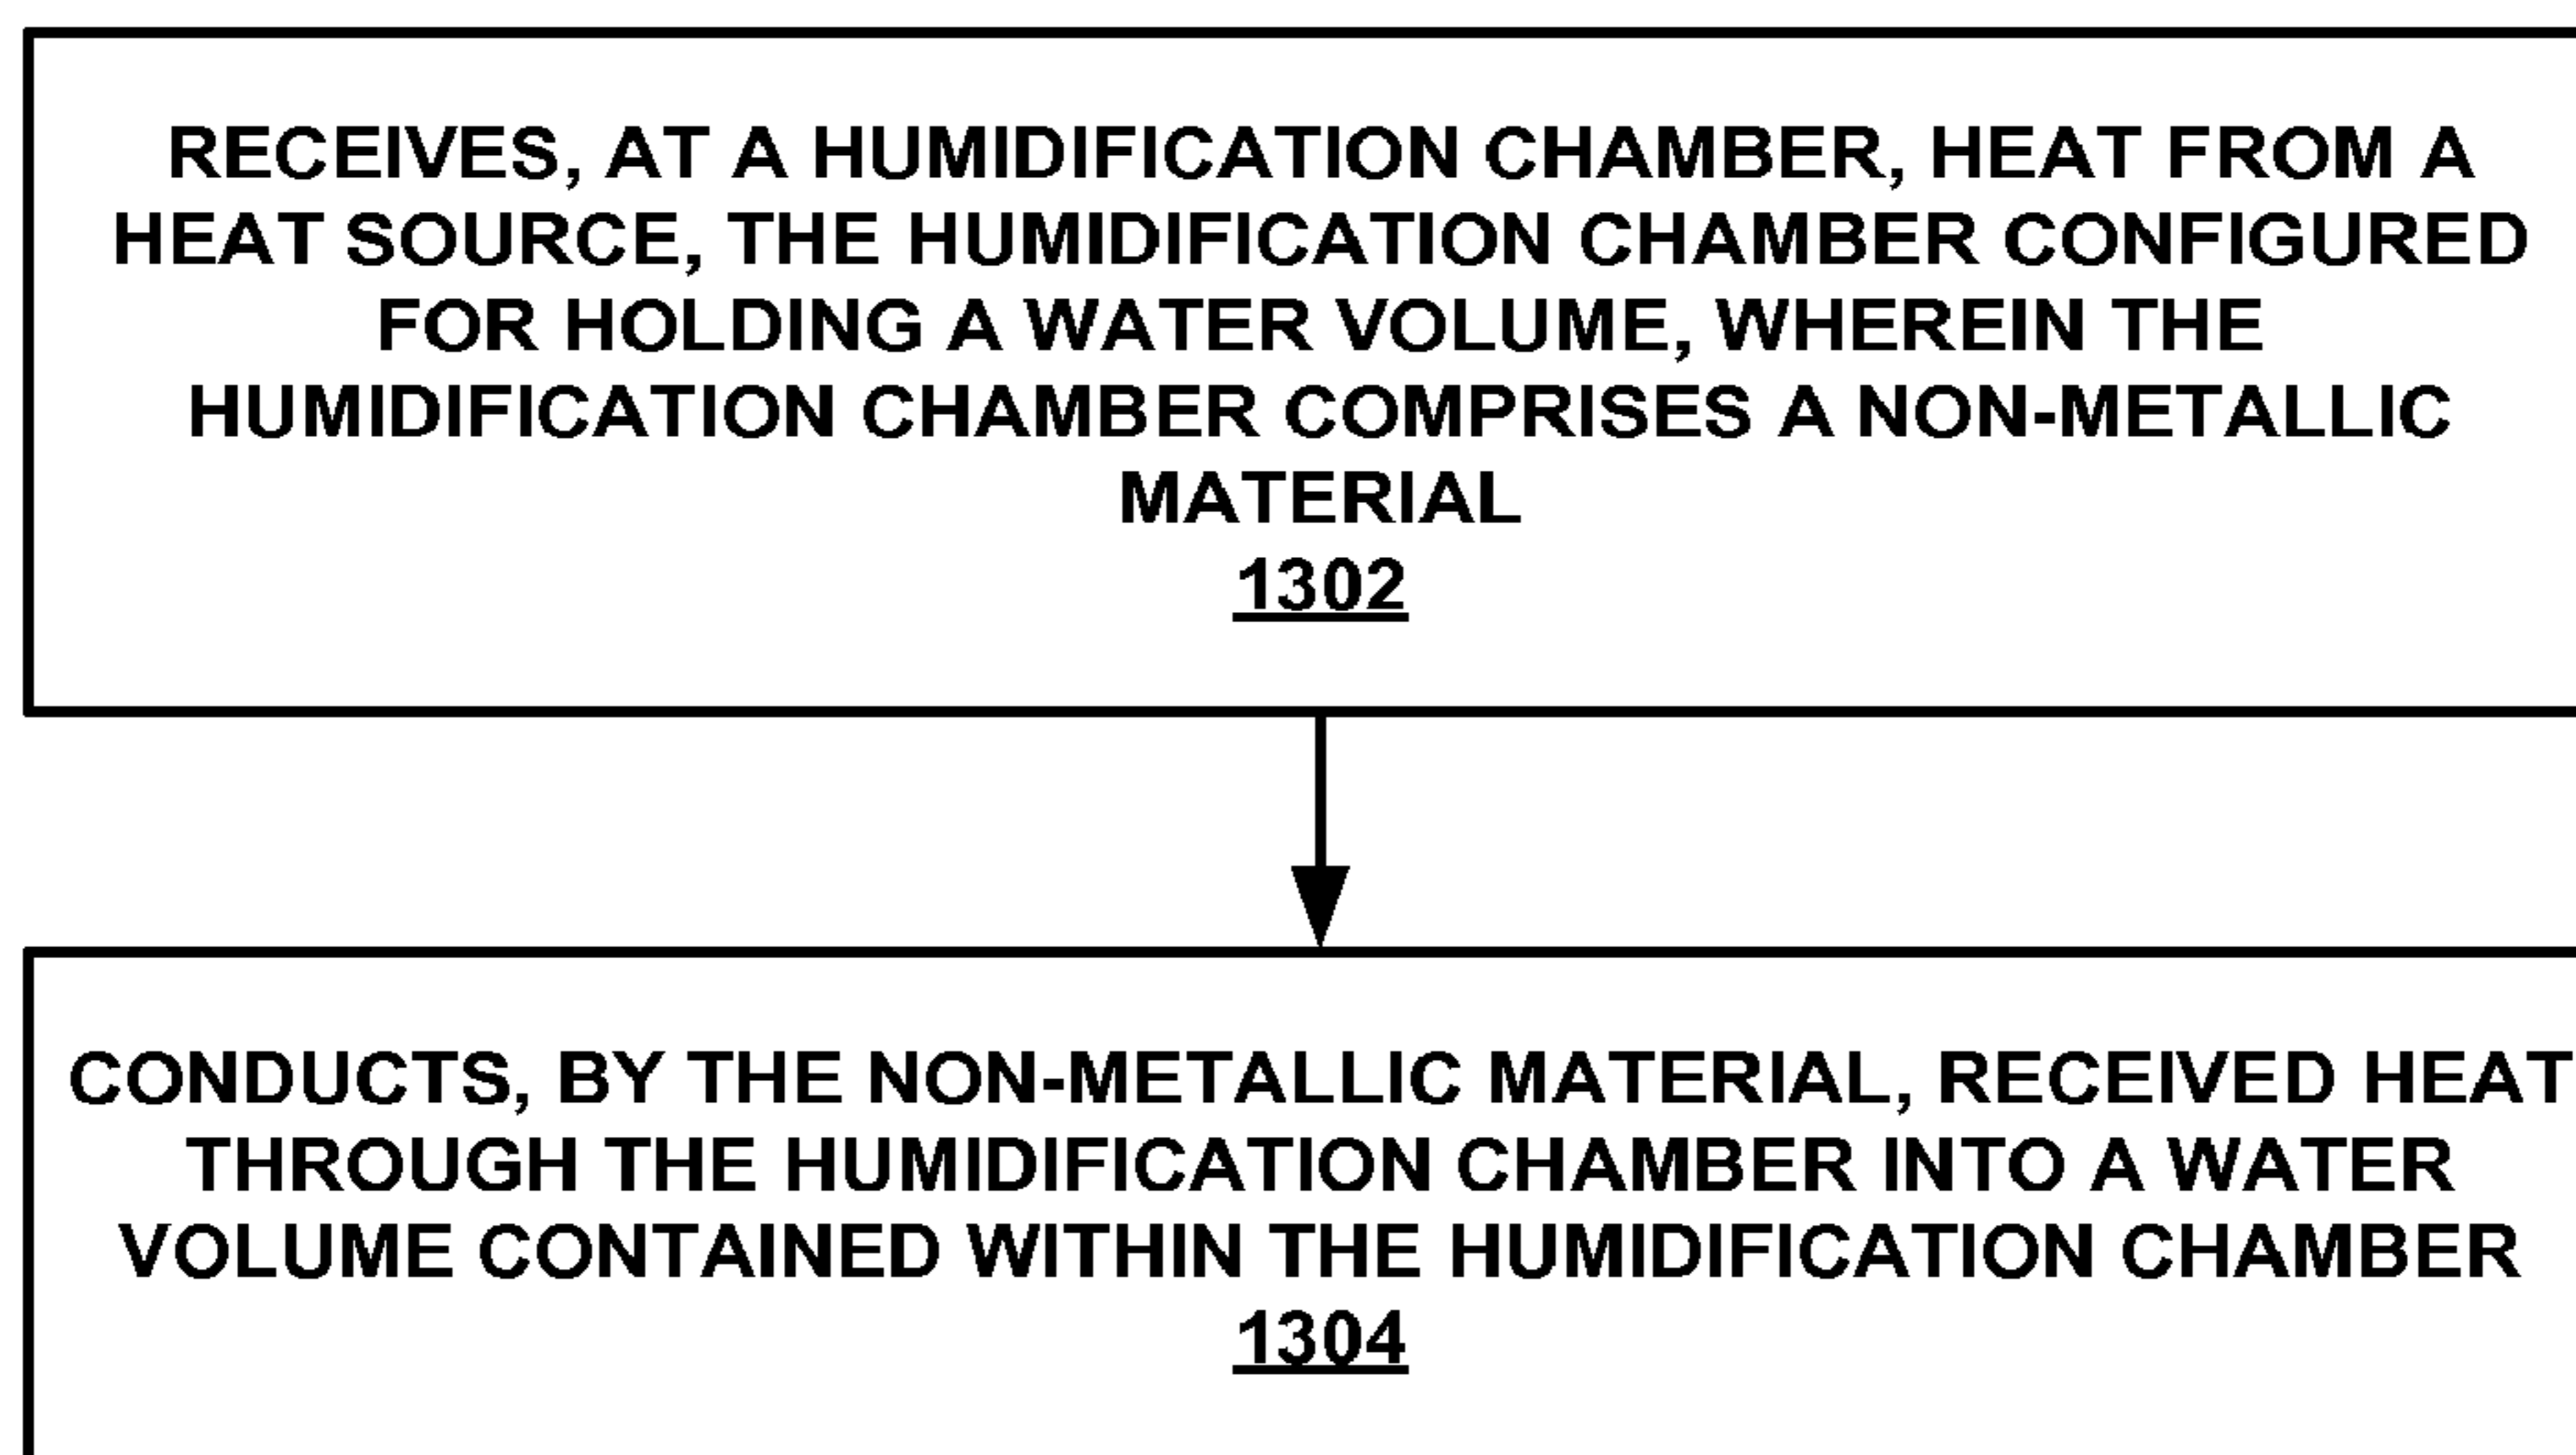 RECEIVES, AT A HUMIDIFICATION CHAMBER, HEAT FROM A
HEAT SOURCE, THE HUMIDIFICATION CHAMBER CONFIGURED
FOR HOLDING A WATER VOLUME, WHEREIN THE
HUMIDIFICATION CHAMBER COMPRISES A NON-METALLIC
MATERIAL
1302
CONDUCTS, BY THE NON-METALLIC MATERIAL, RECEIVED HEAT
THROUGH THE HUMIDIFICATION CHAMBER INTO A WATER
VOLUME CONTAINED WITHIN THE HUMIDIFICATION CHAMBER
1304